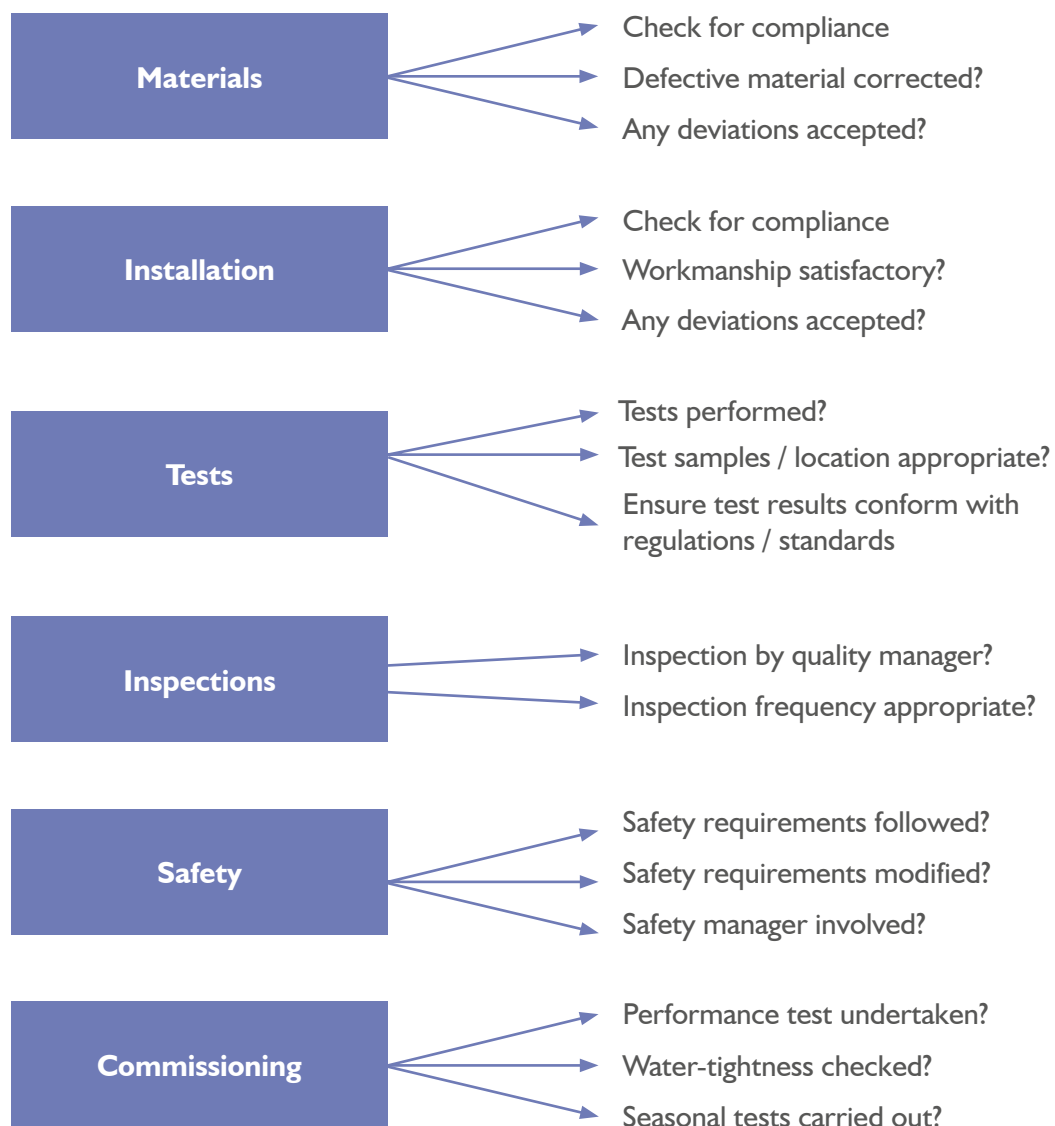 Materials
Check for compliance
Defective material corrected?
Any deviations accepted?
Installation
Check for compliance
Workmanship satisfactory?
Any deviations accepted?
Tests
Tests performed?
Test samples / location appropriate?
Ensure test results conform with
regulations / standards
Inspections
Inspection by quality manager?
Inspection frequency appropriate?
Safety
Safety requirements followed?
Safety requirements modified?
Safety manager involved?
Commissioning
Performance test undertaken?
Water-tightness checked?
Seasonal tests carried out?